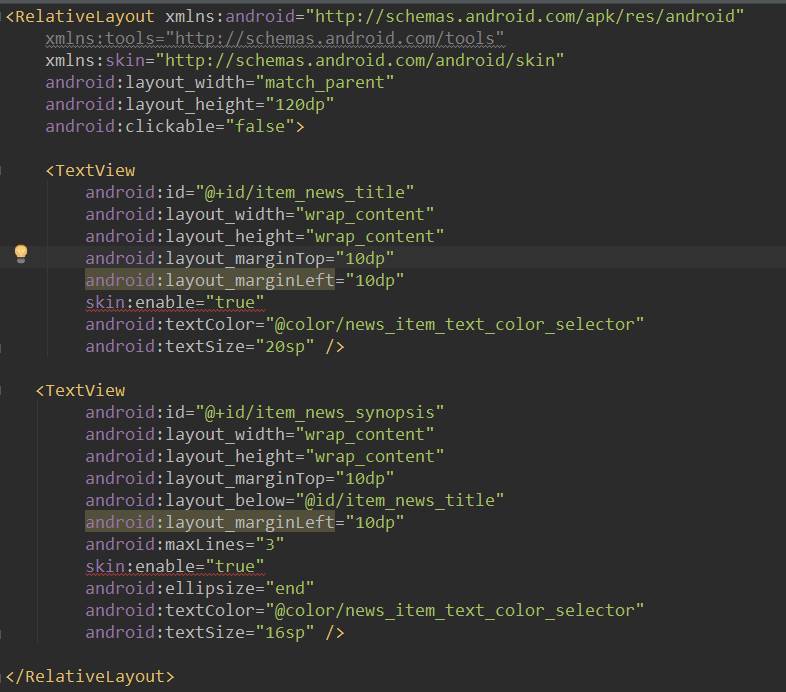 <RelativeLayout xmlns:android="http://schemas.android.com/apk/res/android"
    xmlns:tools="http://schemas.android.com/tools"
    xmlns:skin="http://schemas.android.com/android/skin"
    android:layout_width="match_parent"
    android:layout_height="120dp"
    android:clickable="false">
    <TextView
        android:id="@+id/item_news_title"
        android:layout_width="wrap_content"
        android:layout_height="wrap_content"
        android:layout_marginTop="10dp"
        android:layout_marginLeft="10dp"
        skin:enable="true"
        android:textColor="@color/news_item_text_color_selector"
        android:textSize="20sp" />
   <TextView
        android:id="@+id/item_news_synopsis"
        android:layout_width="wrap_content"
        android:layout_height="wrap_content"
        android:layout_marginTop="10dp"
        android:layout_below="@id/item_news_title"
        android:layout_marginLeft="10dp"
        android:maxLines="3"
        skin:enable="true"
        android:ellipsize="end"
        android:textColor="@color/news_item_text_color_selector"
        android:textSize="16sp" />
</RelativeLayout>